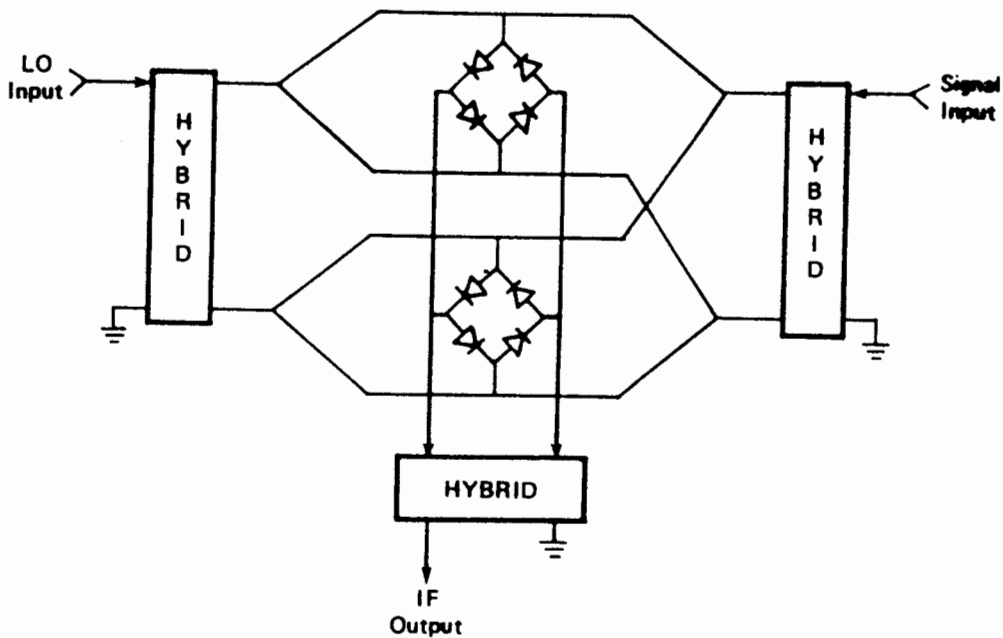 LO
Input
HYBRID
Signal
Input
HYBRID
HYBRID
IF
Output